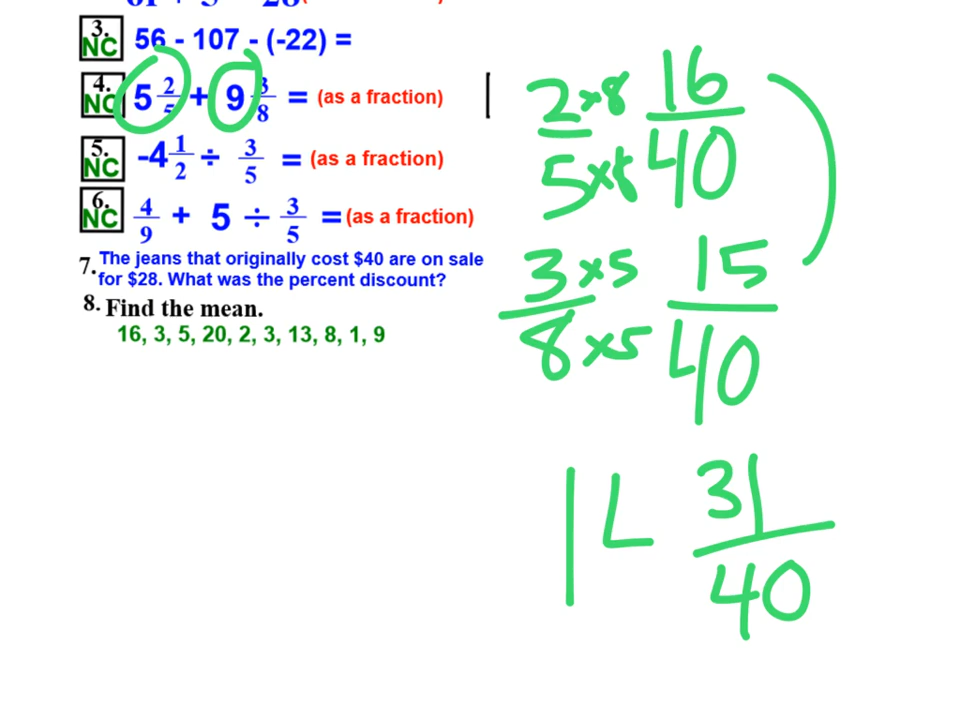 3. NC 56 - 107 - (-22) =
4. NC 5 2/5 + 9 3/8 = (as a fraction)
5. NC -4 1/2 ÷ 3/5 = (as a fraction)
6. NC 4/9 + 5 ÷ 3/5 = (as a fraction)
7. The jeans that originally cost $40 are on sale
for $28. What was the percent discount?
8. Find the mean.
16, 3, 5, 20, 2, 3, 13, 8, 1, 9
2 ×8 16
5 × 40
3 ×5 15
8 ×5 40
31
40